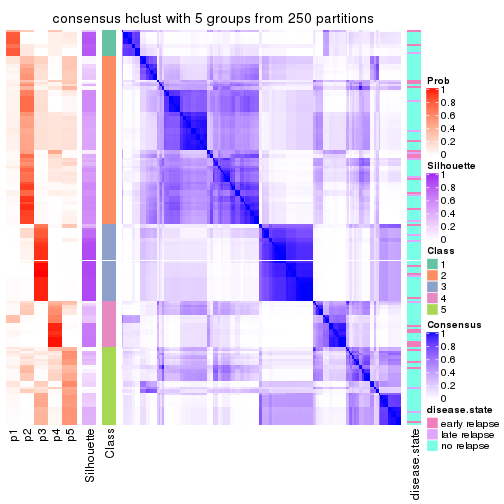 consensus hclust with 5 groups from 250 partitions
Prob
1
0.8
0.6
0.4
0.2
0
Silhouette
1
0.8
0.6
0.4
0.2
0
Class
1
2
3
4
5
Consensus
1
0.8
0.6
0.4
0.2
0
disease.state
early relapse
late relapse
no relapse
p1
p2
p3
p4
p5
Silhouette
Class
disease.state